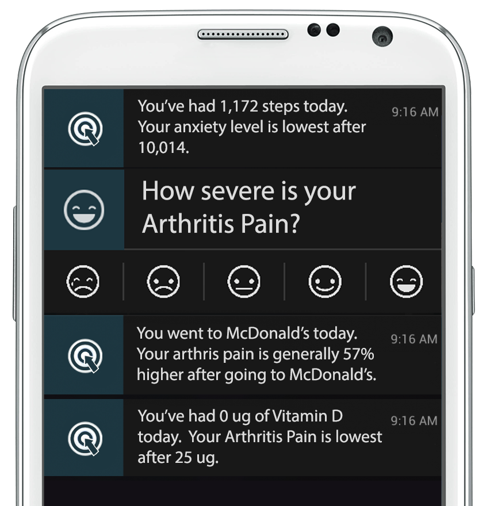 You've had 1,172 steps today.
Your anxiety level is lowest after
10,014.
9:16 AM
How severe is your
Arthritis Pain?
You went to McDonald's today.
Your arthris pain is generally 57%
higher after going to McDonald's.
9:16 AM
You've had 0 ug of Vitamin D
today. Your Arthritis Pain is lowest
after 25 ug.
9:16 AM